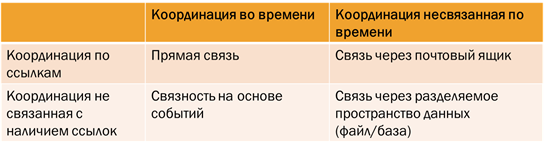 Координация во времени
Координация несвязанная по
времени
Координация по
ссылкам
Прямая связь
Связь через почтовый ящик
Координация не
связанная с
наличием ссылок
Связность на основе
событий
Связь через разделяемое
пространство данных
(файл/база)